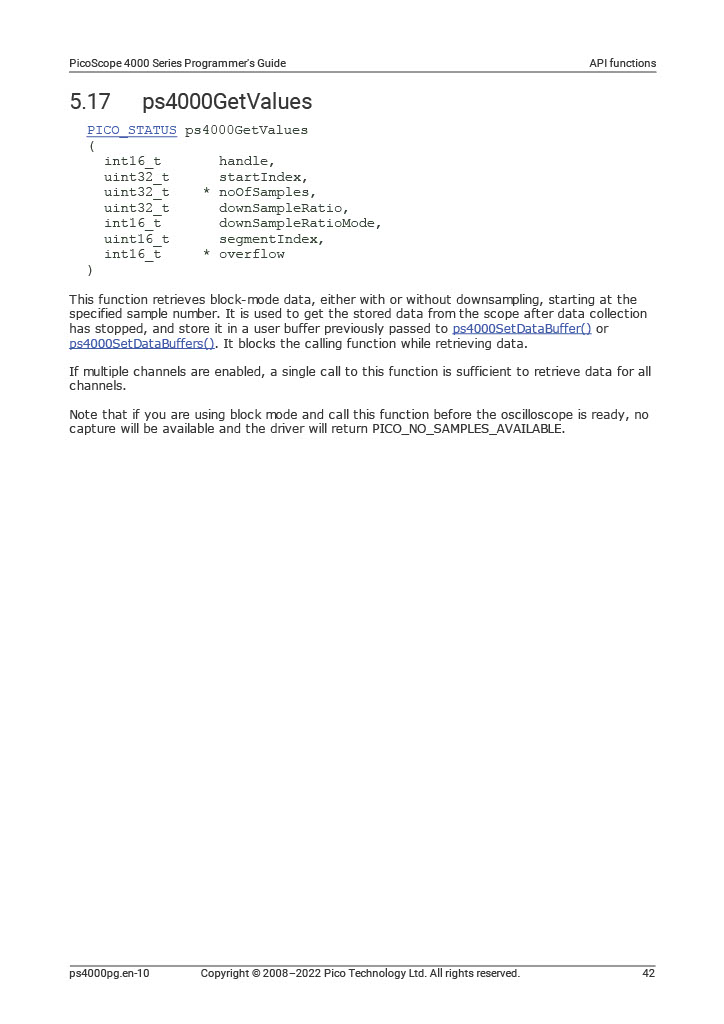 PicoScope 4000 Series Programmer's Guide API functions
5.17 ps4000GetValues
PICO_STATUS ps4000GetValues
(
int16_t handle,
uint32_t startIndex,
uint32_t * noOfSamples,
uint32_t downSampleRatio,
int16_t downSampleRatioMode,
uint16_t segmentIndex,
int16_t * overflow
)
This function retrieves block-mode data, either with or without downsampling, starting at the
specified sample number. It is used to get the stored data from the scope after data collection
has stopped, and store it in a user buffer previously passed to ps4000SetDataBuffer() or
ps4000SetDataBuffers(). It blocks the calling function while retrieving data.
If multiple channels are enabled, a single call to this function is sufficient to retrieve data for all
channels.
Note that if you are using block mode and call this function before the oscilloscope is ready, no
capture will be available and the driver will return PICO_NO_SAMPLES_AVAILABLE.
ps4000pg.en-10 Copyright © 2008–2022 Pico Technology Ltd. All rights reserved. 42